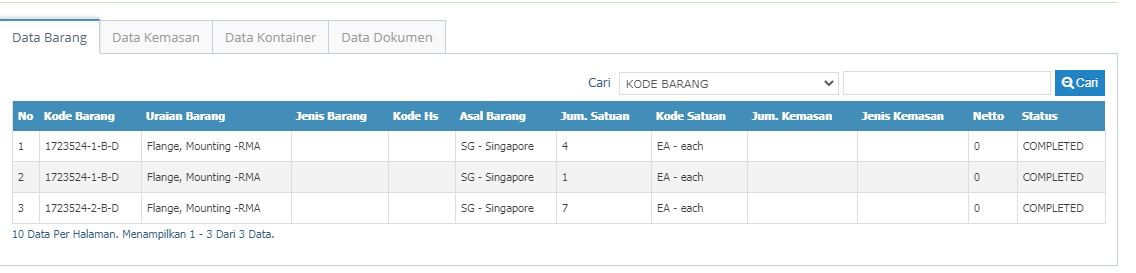 Data Barang Data Kemasan Data Kontainer Data Dokumen
Cari KODE BARANG Cari
No Kode Barang Uraian Barang Jenis Barang Kode Hs Asal Barang Jum. Satuan Kode Satuan Jum. Kemasan Jenis Kemasan Netto Status
1 1723524-1-B-D Flange, Mounting -RMA SG - Singapore 4 EA - each 0 COMPLETED
2 1723524-1-B-D Flange, Mounting -RMA SG - Singapore 1 EA - each 0 COMPLETED
3 1723524-2-B-D Flange, Mounting -RMA SG - Singapore 7 EA - each 0 COMPLETED
10 Data Per Halaman. Menampilkan 1 - 3 Dari 3 Data.